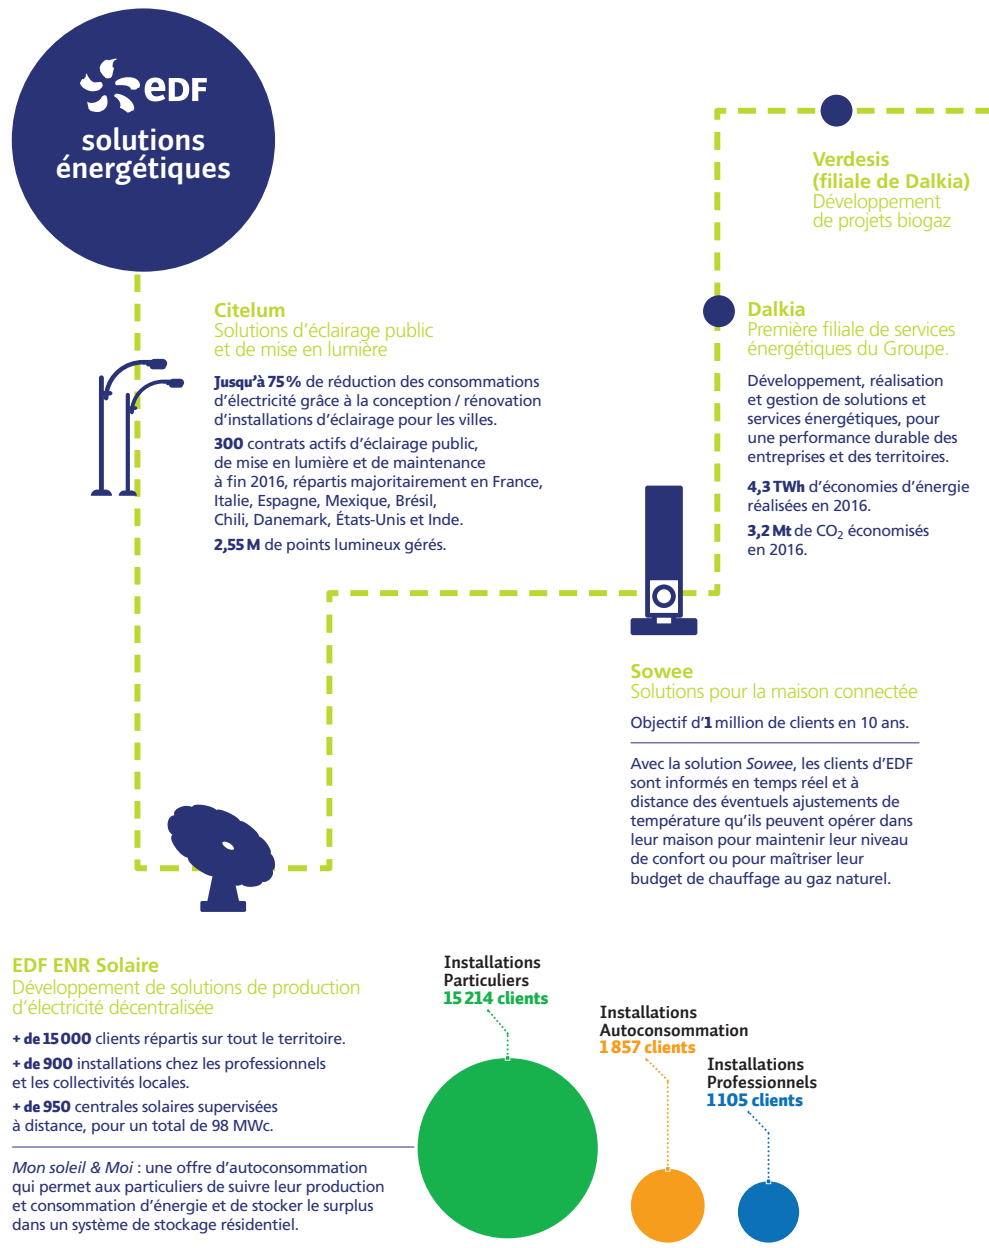 eDF
solutions
énergétiques
Verdesis
(filiale de Dalkia)
Développement
de projets biogaz
Citelum
Solutions d’éclairage public
et de mise en lumière
Jusqu’à 75 % de réduction des consommations
d’électricité grâce à la conception / rénovation
d’installations d’éclairage pour les villes.
300 contrats actifs d’éclairage public,
de mise en lumière et de maintenance
à fin 2016, répartis majoritairement en France,
Italie, Espagne, Mexique, Brésil,
Chili, Danemark, États-Unis et Inde.
2,55 M de points lumineux gérés.
Dalkia
Première filiale de services
énergétiques du Groupe.
Développement, réalisation
et gestion de solutions et
services énergétiques, pour
une performance durable des
entreprises et des territoires.
4,3 TWh d’économies d’énergie
réalisées en 2016.
3,2 Mt de CO₂ économisés
en 2016.
Sowee
Solutions pour la maison connectée
Objectif d’1 million de clients en 10 ans.
Avec la solution Sowee, les clients d’EDF
sont informés en temps réel et à
distance des éventuels ajustements de
température qu’ils peuvent opérer dans
leur maison pour maintenir leur niveau
de confort ou pour maîtriser leur
budget de chauffage au gaz naturel.
EDF ENR Solaire
Développement de solutions de production
d’électricité décentralisée
+ de 15 000 clients répartis sur tout le territoire.
+ de 900 installations chez les professionnels
et les collectivités locales.
+ de 950 centrales solaires supervisées
à distance, pour un total de 98 MWc.
Mon soleil & Moi : une offre d’autoconsommation
qui permet aux particuliers de suivre leur production
et consommation d’énergie et de stocker le surplus
dans un système de stockage résidentiel.
Installations
Particuliers
15 214 clients
Installations
Autoconsommation
1 857 clients
Installations
Professionnels
1 105 clients